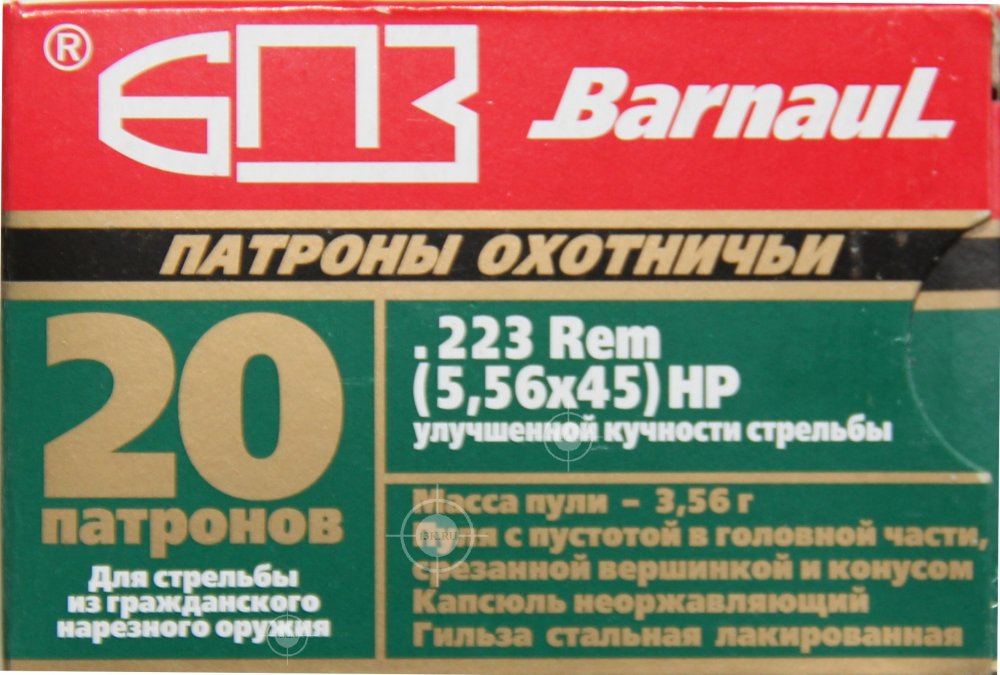 ® БПЗ Barnaul
ПАТРОНЫ ОХОТНИЧЬИ
20
патронов
Для стрельбы
из гражданского
нарезного оружия
.223 Rem
(5,56x45) HP
улучшенной кучности стрельбы
Масса пули – 3,56 г
Пуля с пустотой в головной части,
срезанной вершинкой и конусом
Капсюль неоржавляющий
Гильза стальная лакированная